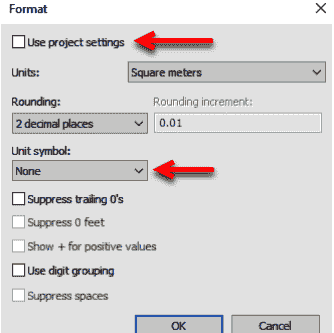 Format
Use project settings
Units: Square meters
Rounding: Rounding increment:
2 decimal places 0.01
Unit symbol:
None
Suppress trailing 0's
Suppress 0 feet
Show + for positive values
Use digit grouping
Suppress spaces
OK Cancel